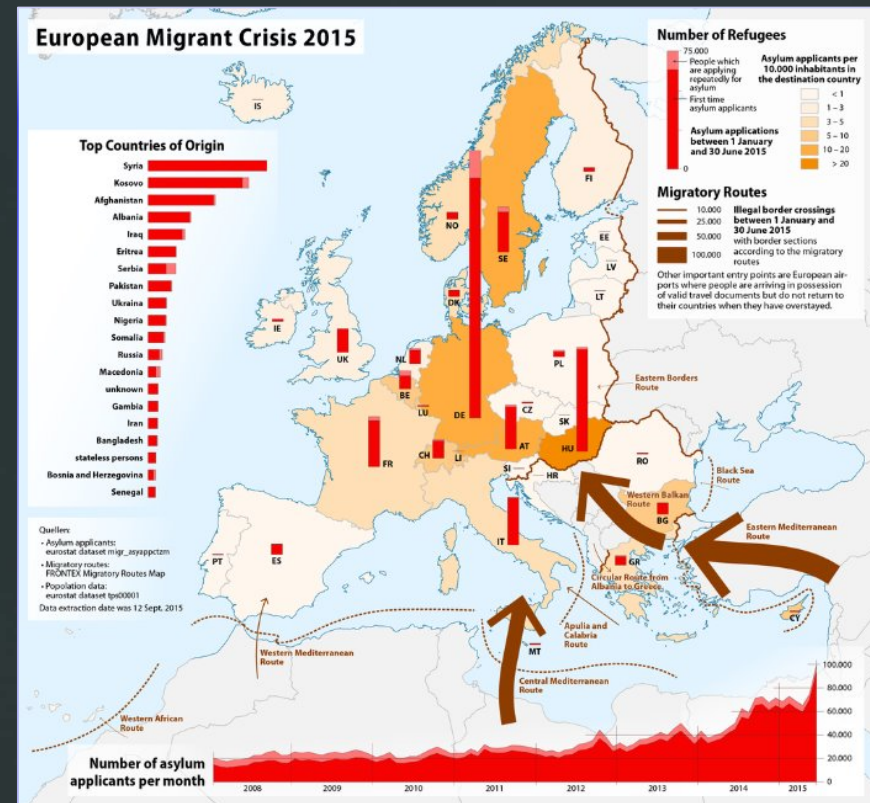 European Migrant Crisis 2015
Number of Refugees
75.000
People which
are applying
repeatedly for
asylum
First time
asylum applicants
Asylum applications
between 1 January
and 30 June 2015
0
Asylum applicants per
10.000 inhabitants in
the destination country
< 1
1 – 3
3 – 5
5 – 10
10 – 20
> 20
Migratory Routes
10.000
25.000
50.000
100.000
Illegal border crossings
between 1 January and
30 June 2015
with border sections
according to the migratory
routes
Other important entry points are European air-
ports where people are arriving in possession
of valid travel documents but do not return to
their countries when they have overstayed.
Top Countries of Origin
Syria
Kosovo
Afghanistan
Albania
Iraq
Eritrea
Serbia
Pakistan
Ukraina
Nigeria
Somalia
Russia
Macedonia
unknown
Gambia
Iran
Bangladesh
stateless persons
Bosnia and Herzegovina
Senegal
Quellen:
• Asylum applicants:
eurostat dataset migr_asyappctzm
• Migratory routes:
FRONTEX Migratory Routes Map
• Popolation data:
eurostat dataset tps00001
Data extraction date was 12 Sept. 2015
IS
NO
SE
FI
EE
LV
LT
DK
IE
UK
NL
BE
LU
DE
PL
CZ
SK
AT
HU
CH
LI
FR
SI
HR
RO
BG
IT
GR
PT
ES
MT
CY
Eastern Borders
Route
Black Sea
Route
Western Balkan
Route
Eastern Mediterranean
Route
Circular Route from
Albania to Greece
Apulia and
Calabria
Route
Central Mediterranean
Route
Western Mediterranean
Route
Western African
Route
Number of asylum
applicants per month
100.000
80.000
60.000
40.000
20.000
0
2008
2009
2010
2011
2012
2013
2014
2015